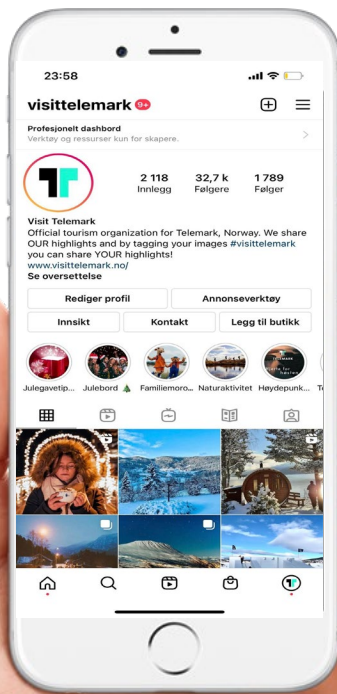 23:58
visittelemark 9+
Profesjonelt dashbord
Verktøy og ressurser kun for skapere.
2 118 32,7 k 1 789
Innlegg Følgere Følger
Visit Telemark
Official tourism organization for Telemark, Norway. We share
OUR highlights and by tagging your images #visittelemark
you can share YOUR highlights!
www.visittelemark.no/
Se oversettelse
Rediger profil Annonseverktøy
Innsikt Kontakt Legg til butikk
Julegavetip... Julebord 🎄 Familiemoro... Naturaktivitet Høydepunk...